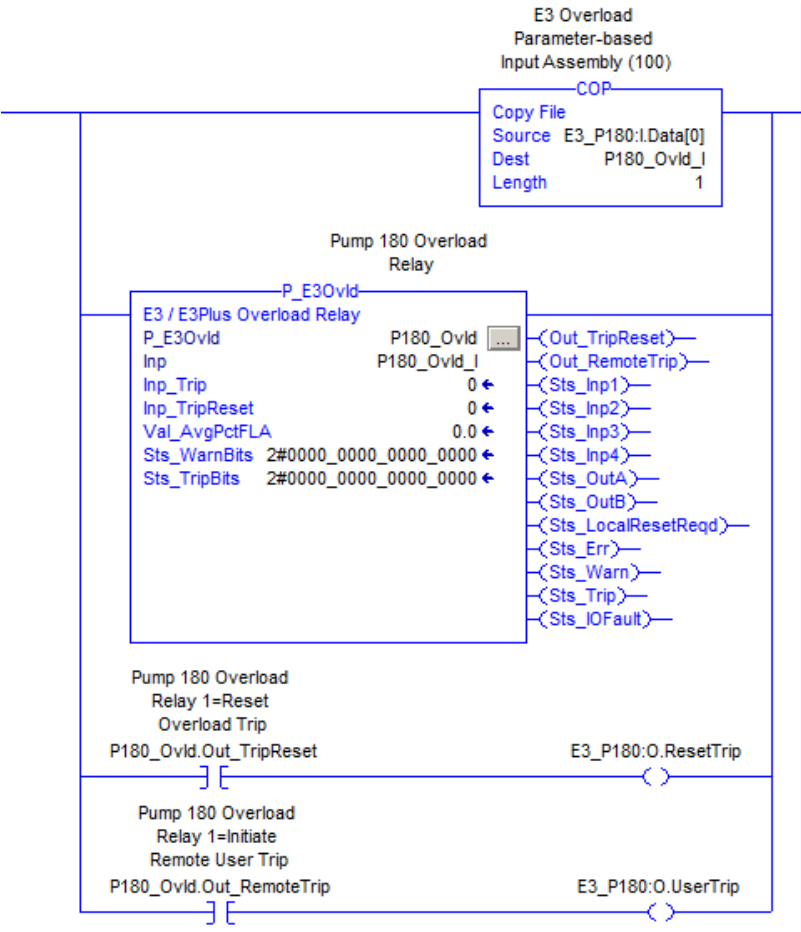 E3 Overload
Parameter-based
Input Assembly (100)
COP
Copy File
Source E3_P180:I.Data[0]
Dest P180_Ovld_I
Length 1
Pump 180 Overload
Relay
P_E3Ovld
E3 / E3Plus Overload Relay
P_E3Ovld P180_Ovld ... (Out_TripReset)
Inp P180_Ovld_I (Out_RemoteTrip)
Inp_Trip 0 (Sts_Inp1)
Inp_TripReset 0 (Sts_Inp2)
Val_AvgPctFLA 0.0 (Sts_Inp3)
Sts_WarnBits 2#0000_0000_0000_0000 (Sts_Inp4)
Sts_TripBits 2#0000_0000_0000_0000 (Sts_OutA)
(Sts_OutB)
(Sts_LocalResetReqd)
(Sts_Err)
(Sts_Warn)
(Sts_Trip)
(Sts_IOFault)
Pump 180 Overload
Relay 1=Reset
Overload Trip
P180_Ovld.Out_TripReset E3_P180:O.ResetTrip
Pump 180 Overload
Relay 1=Initiate
Remote User Trip
P180_Ovld.Out_RemoteTrip E3_P180:O.UserTrip